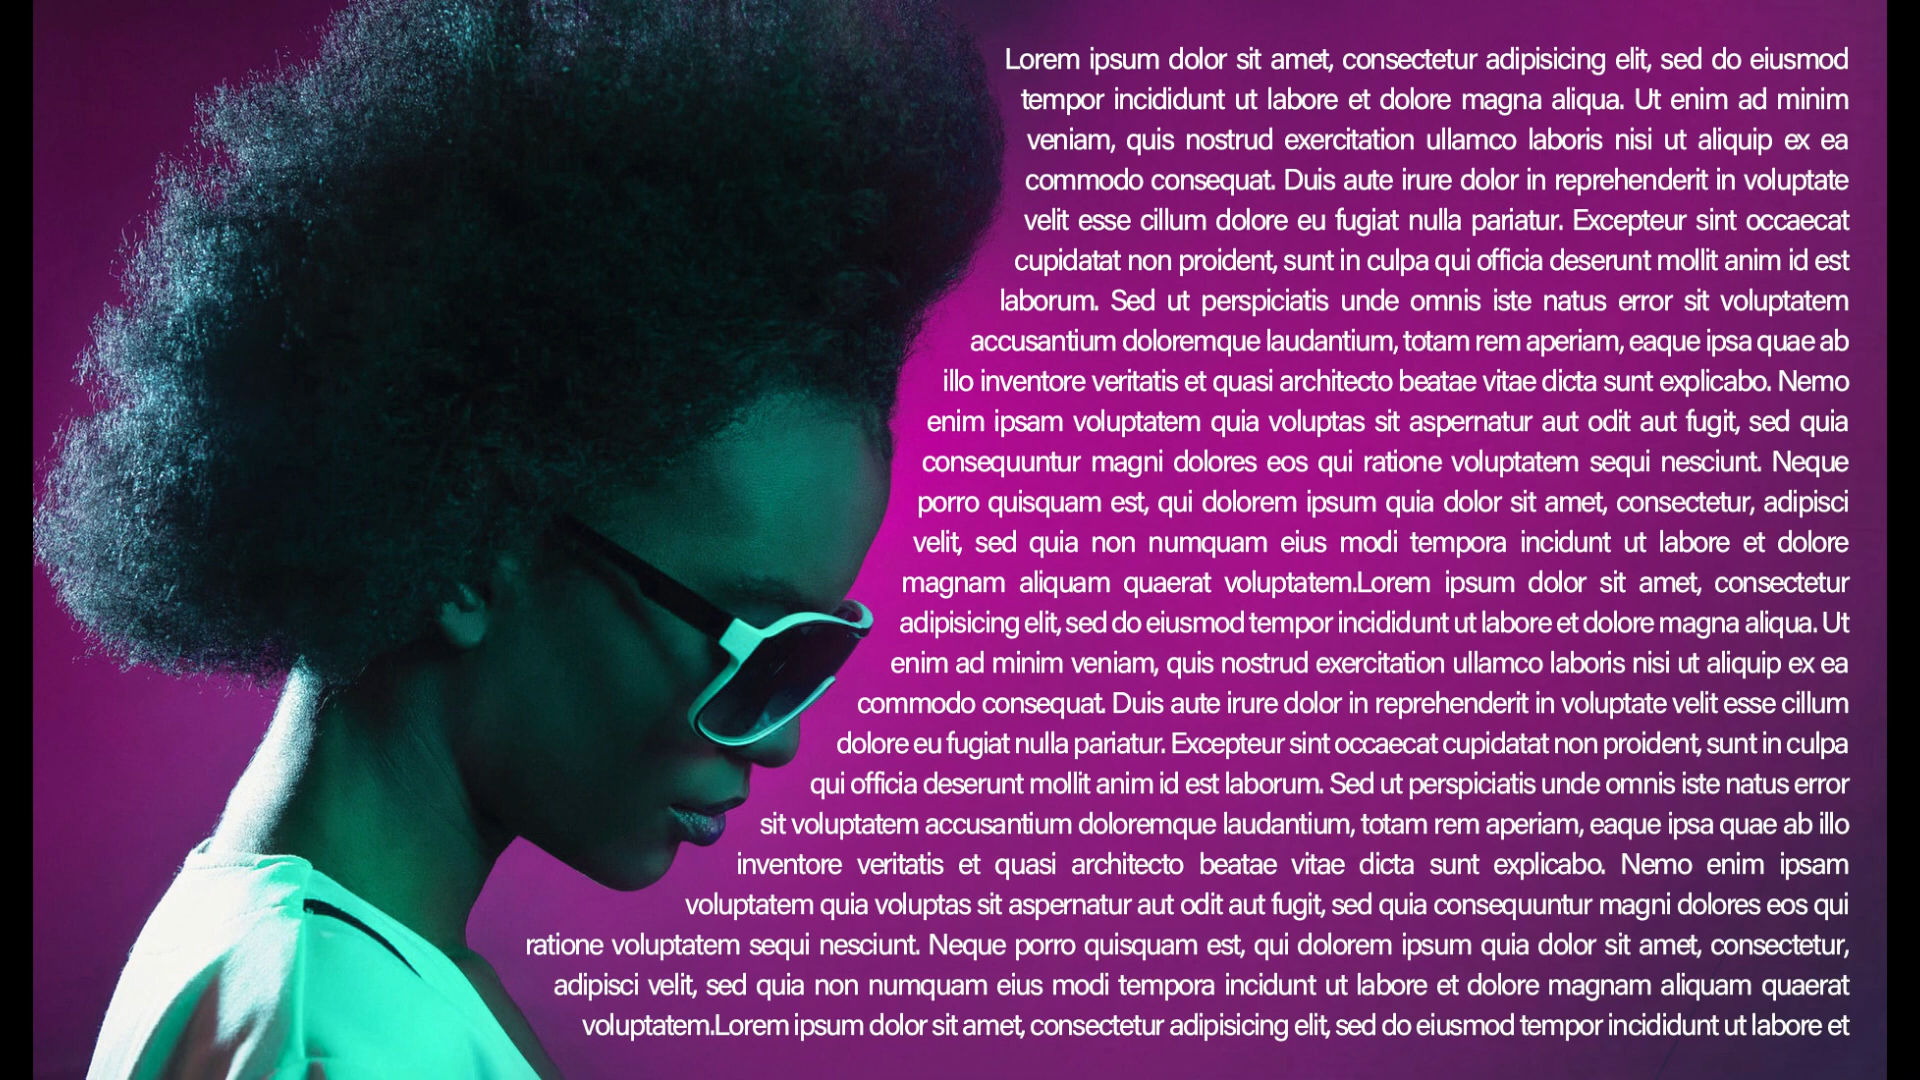 Lorem ipsum dolor sit amet, consectetur adipisicing elit, sed do eiusmod
tempor incididunt ut labore et dolore magna aliqua. Ut enim ad minim
veniam, quis nostrud exercitation ullamco laboris nisi ut aliquip ex ea
commodo consequat. Duis aute irure dolor in reprehenderit in voluptate
velit esse cillum dolore eu fugiat nulla pariatur. Excepteur sint occaecat
cupidatat non proident, sunt in culpa qui officia deserunt mollit anim id est
laborum. Sed ut perspiciatis unde omnis iste natus error sit voluptatem
accusantium doloremque laudantium, totam rem aperiam, eaque ipsa quae ab
illo inventore veritatis et quasi architecto beatae vitae dicta sunt explicabo. Nemo
enim ipsam voluptatem quia voluptas sit aspernatur aut odit aut fugit, sed quia
consequuntur magni dolores eos qui ratione voluptatem sequi nesciunt. Neque
porro quisquam est, qui dolorem ipsum quia dolor sit amet, consectetur, adipisci
velit, sed quia non numquam eius modi tempora incidunt ut labore et dolore
magnam aliquam quaerat voluptatem.Lorem ipsum dolor sit amet, consectetur
adipisicing elit, sed do eiusmod tempor incididunt ut labore et dolore magna aliqua. Ut
enim ad minim veniam, quis nostrud exercitation ullamco laboris nisi ut aliquip ex ea
commodo consequat. Duis aute irure dolor in reprehenderit in voluptate velit esse cillum
dolore eu fugiat nulla pariatur. Excepteur sint occaecat cupidatat non proident, sunt in culpa
qui officia deserunt mollit anim id est laborum. Sed ut perspiciatis unde omnis iste natus error
sit voluptatem accusantium doloremque laudantium, totam rem aperiam, eaque ipsa quae ab illo
inventore veritatis et quasi architecto beatae vitae dicta sunt explicabo. Nemo enim ipsam
voluptatem quia voluptas sit aspernatur aut odit aut fugit, sed quia consequuntur magni dolores eos qui
ratione voluptatem sequi nesciunt. Neque porro quisquam est, qui dolorem ipsum quia dolor sit amet, consectetur,
adipisci velit, sed quia non numquam eius modi tempora incidunt ut labore et dolore magnam aliquam quaerat
voluptatem.Lorem ipsum dolor sit amet, consectetur adipisicing elit, sed do eiusmod tempor incididunt ut labore et